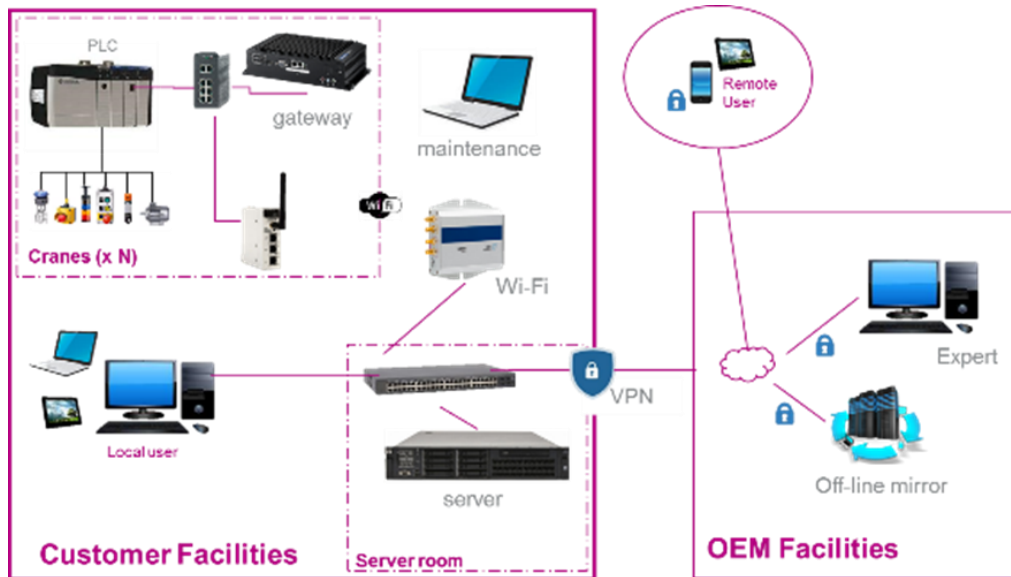 PLC
gateway
maintenance
Remote
User
Wi Fi
Cranes (x N)
Wi-Fi
Expert
VPN
Local user
server
Off-line mirror
Customer Facilities
Server room
OEM Facilities